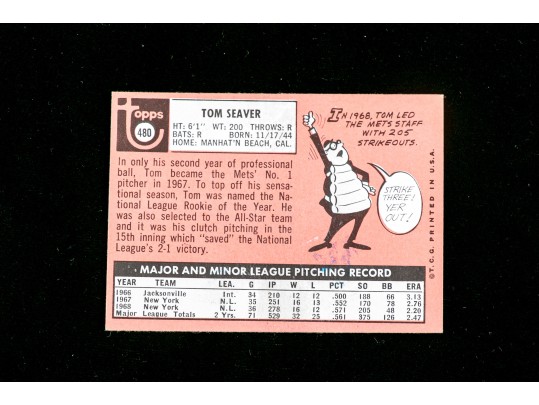 topps
480
TOM SEAVER
HT: 6'1" WT: 200 THROWS: R
BATS: R BORN: 11/17/44
HOME: MANHAT'N BEACH, CAL.
In only his second year of professional
ball, Tom became the Mets' No. 1
pitcher in 1967. To top off his sensa-
tional season, Tom was named the Na-
tional League Rookie of the Year. He
was also selected to the All-Star team
and it was his clutch pitching in the
15th inning which "saved" the National
League's 2-1 victory.
IN 1968, TOM LED
THE METS STAFF
WITH 205
STRIKEOUTS.
STRIKE
THREE!
YER
OUT!
© T.C.G. PRINTED IN U.S.A.
MAJOR AND MINOR LEAGUE PITCHING RECORD
YEAR TEAM LEA. G IP W L PCT SO BB ERA
1966 Jacksonville Int. 34 210 12 12 .500 188 66 3.13
1967 New York N.L. 35 251 16 13 .552 170 78 2.76
1968 New York N.L. 36 278 16 12 .571 205 48 2.20
Major League Totals 2 Yrs. 71 529 32 25 .561 375 126 2.47